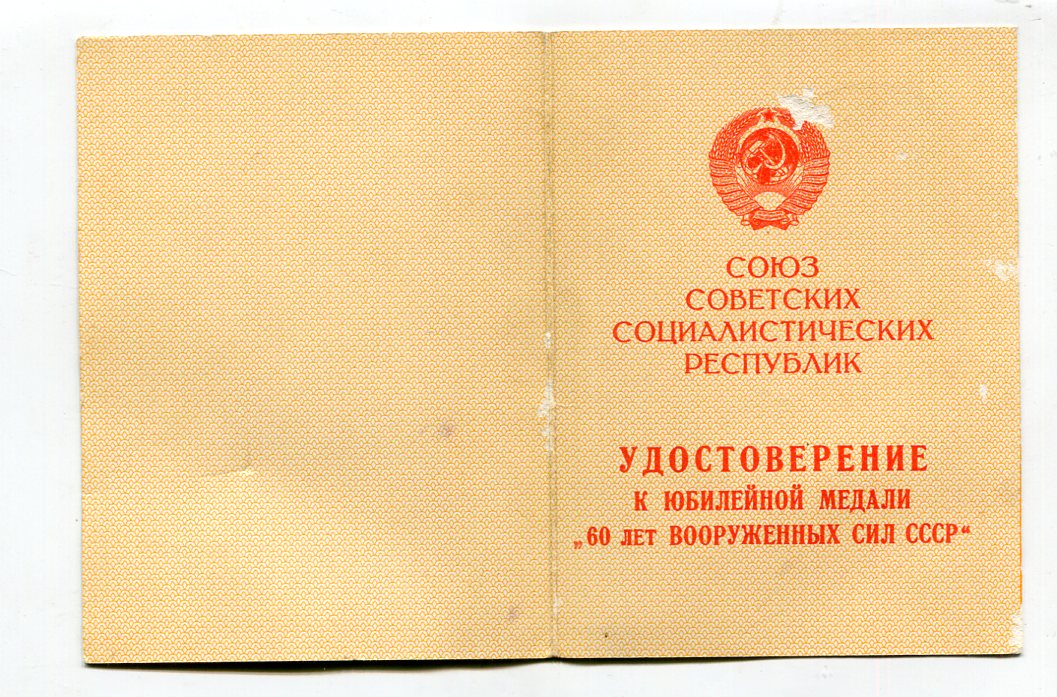 СОЮЗ
СОВЕТСКИХ
СОЦИАЛИСТИЧЕСКИХ
РЕСПУБЛИК
УДОСТОВЕРЕНИЕ
К ЮБИЛЕЙНОЙ МЕДАЛИ
„60 ЛЕТ ВООРУЖЕННЫХ СИЛ СССР“